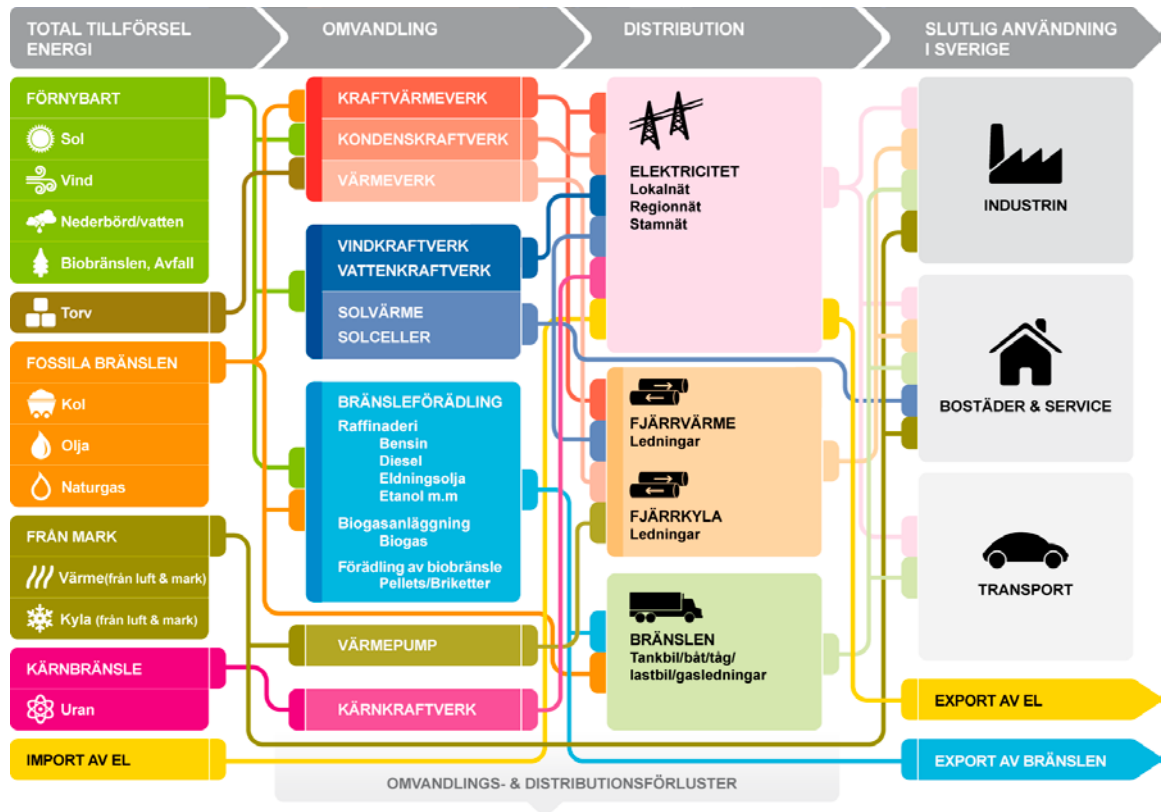 TOTAL TILLFÖRSEL
ENERGI
OMVANDLING
DISTRIBUTION
SLUTLIG ANVÄNDNING
I SVERIGE
FÖRNYBART
Sol
Vind
Nederbörd/vatten
Biobränslen, Avfall
Torv
FOSSILA BRÄNSLEN
Kol
Olja
Naturgas
FRÅN MARK
Värme(från luft & mark)
Kyla (från luft & mark)
KÄRNBRÄNSLE
Uran
IMPORT AV EL
KRAFTVÄRMEVERK
KONDENSKRAFTVERK
VÄRMEVERK
VINDKRAFTVERK
VATTENKRAFTVERK
SOLVÄRME
SOLCELLER
BRÄNSLEFÖRÄDLING
Raffinaderi
Bensin
Diesel
Eldningsolja
Etanol m.m
Biogasanläggning
Biogas
Förädling av biobränsle
Pellets/Briketter
VÄRMEPUMP
KÄRNKRAFTVERK
ELEKTRICITET
Lokalnät
Regionnät
Stamnät
FJÄRRVÄRME
Ledningar
FJÄRRKYLA
Ledningar
BRÄNSLEN
Tankbil/båt/tåg/
lastbil/gasledningar
INDUSTRIN
BOSTÄDER & SERVICE
TRANSPORT
EXPORT AV EL
EXPORT AV BRÄNSLEN
OMVANDLINGS- & DISTRIBUTIONSFÖRLUSTER